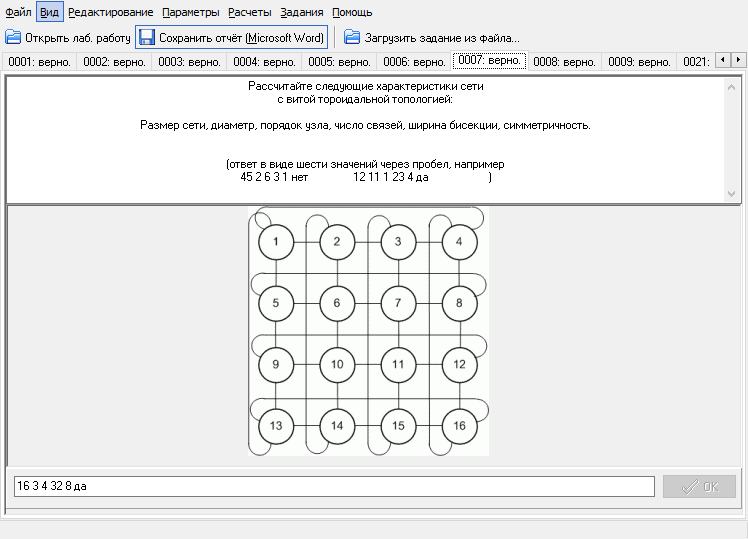 Файл Вид Редактирование Параметры Расчеты Задания Помощь
Открыть лаб. работу Сохранить отчёт (Microsoft Word) Загрузить задание из файла...
0001: верно. 0002: верно. 0003: верно. 0004: верно. 0005: верно. 0006: верно. 0007: верно. 0008: верно. 0009: верно. 0021:
Рассчитайте следующие характеристики сети
с витой тороидальной топологией:
Размер сети, диаметр, порядок узла, число связей, ширина бисекции, симметричность.
(ответ в виде шести значений через пробел, например
45 2 6 3 1 нет 12 11 1 23 4 да )
1 2 3 4
5 6 7 8
9 10 11 12
13 14 15 16
16 3 4 32 8 да
OK